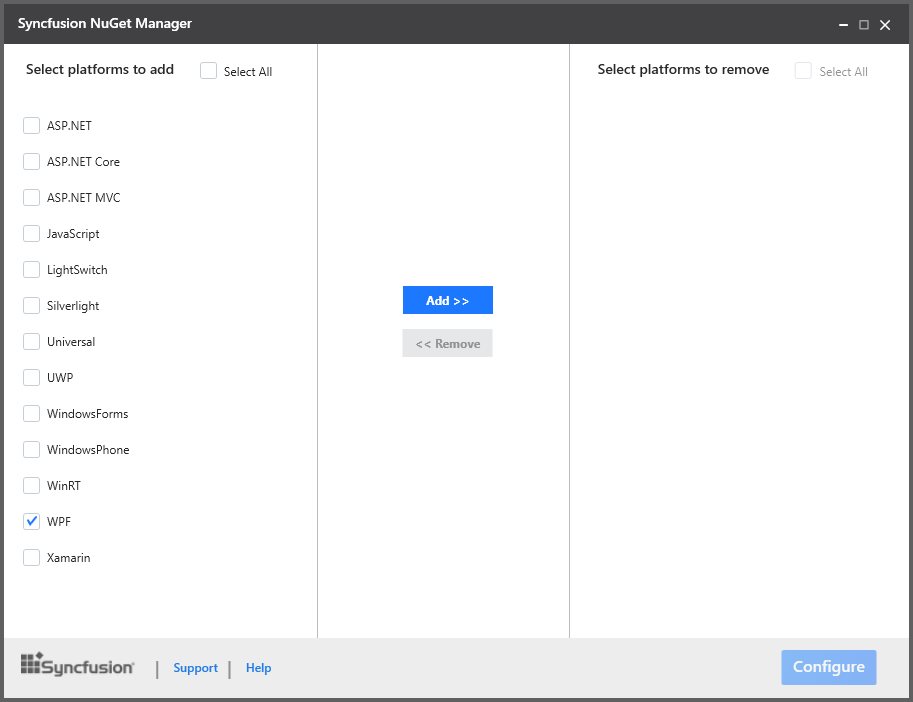 Syncfusion NuGet Manager
Select platforms to add
Select All
ASP.NET
ASP.NET Core
ASP.NET MVC
JavaScript
LightSwitch
Silverlight
Universal
UWP
WindowsForms
WindowsPhone
WinRT
WPF
Xamarin
Add >>
<< Remove
Select platforms to remove
Select All
Syncfusion | Support | Help
Configure